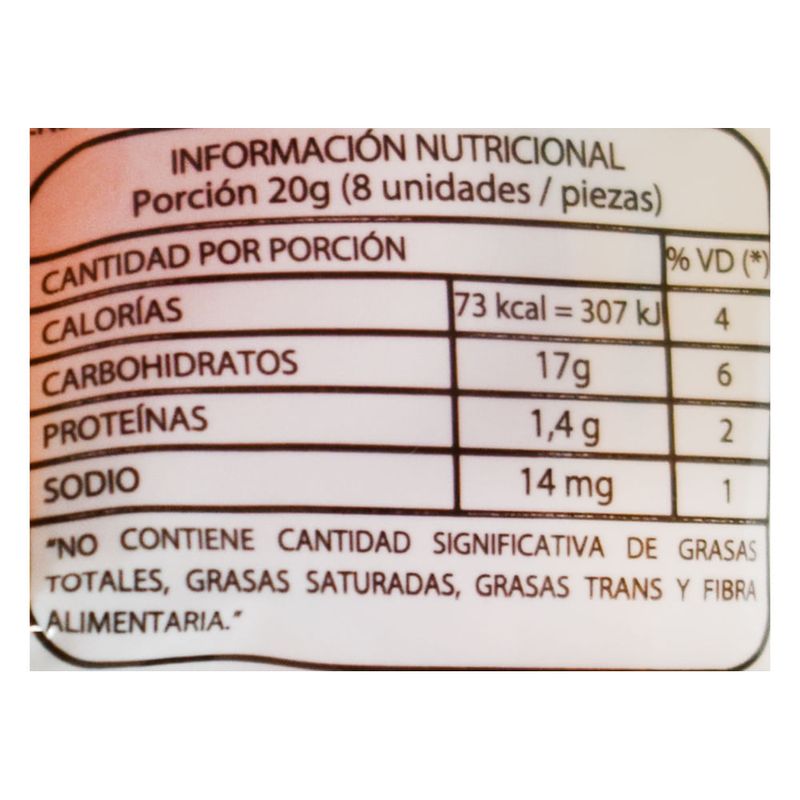 INFORMACIÓN NUTRICIONAL
Porción 20g (8 unidades / piezas)
CANTIDAD POR PORCIÓN % VD (*)
CALORÍAS 73 kcal = 307 kJ 4
CARBOHIDRATOS 17g 6
PROTEÍNAS 1,4 g 2
SODIO 14 mg 1
"NO CONTIENE CANTIDAD SIGNIFICATIVA DE GRASAS
TOTALES, GRASAS SATURADAS, GRASAS TRANS Y FIBRA
ALIMENTARIA."